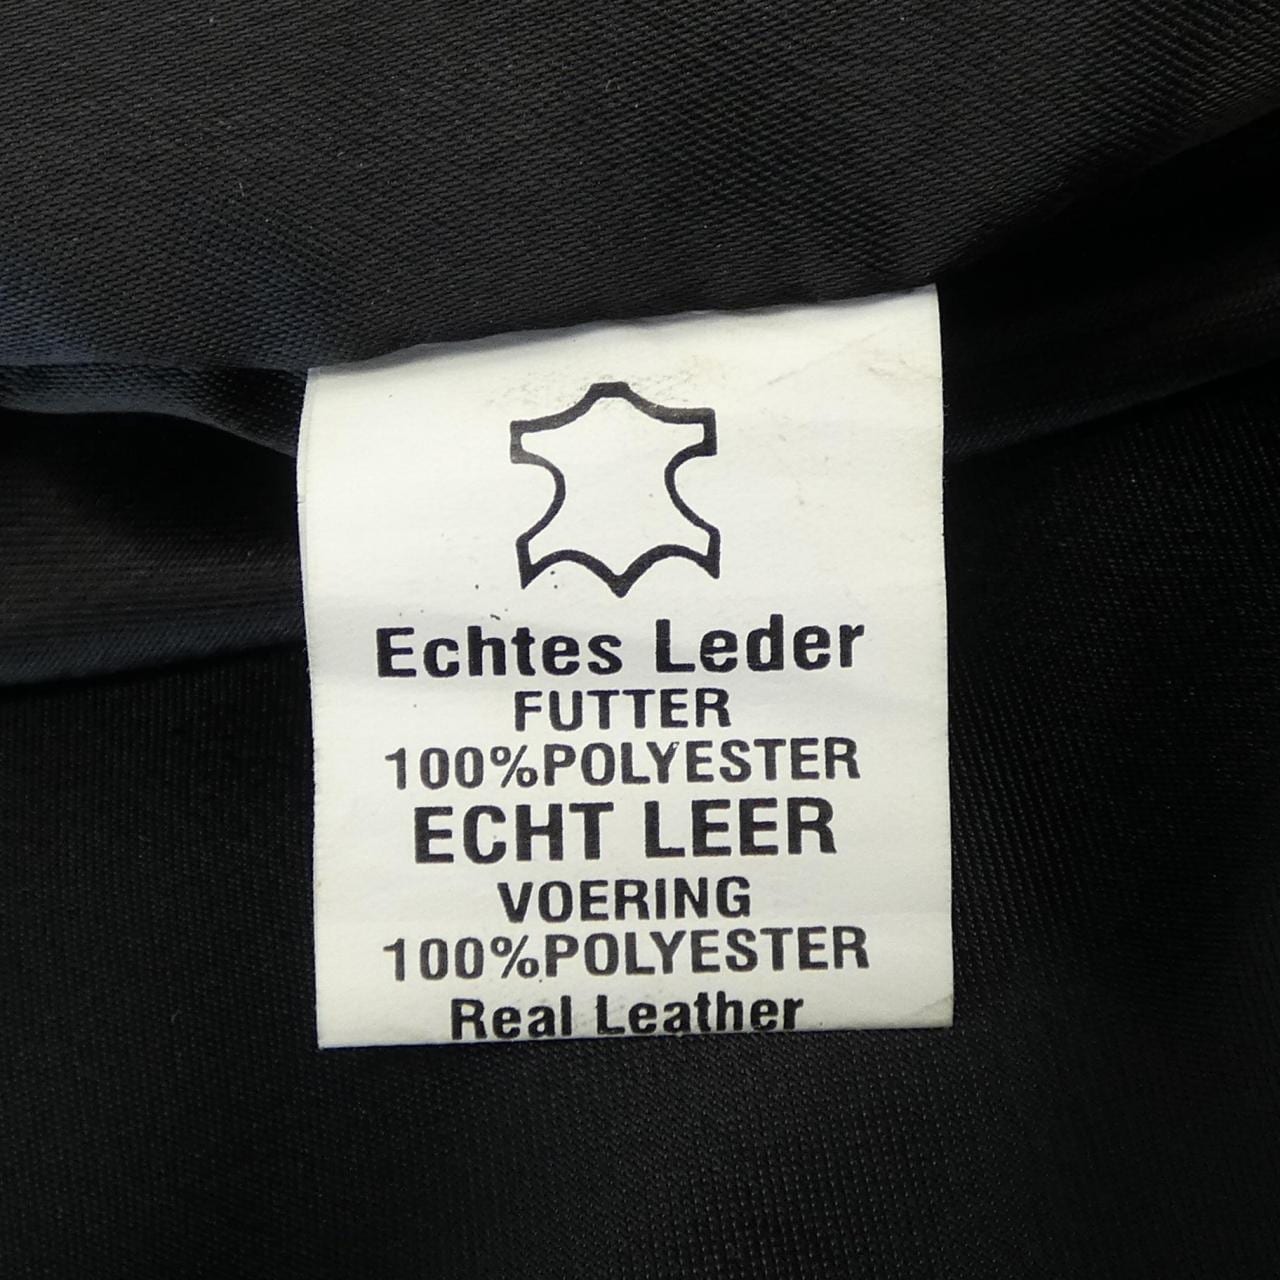 Echtes Leder
FUTTER
100%POLYESTER
ECHT LEER
VOERING
100%POLYESTER
Real Leather